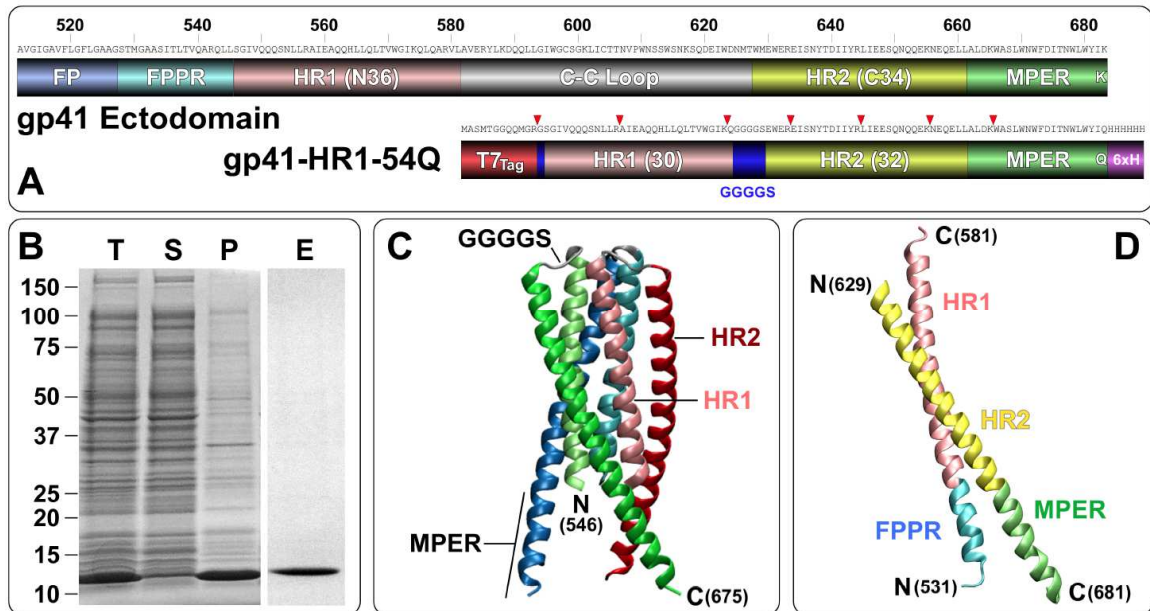 520 540 560 580 600 620 640 660 680
AVGIGAVFLGFLGAAGSTMGAASITLTVQARQLLSGIVQQQSNLLRAIEAQQHLLQLTVWGIKQLQARVLAVERYLKDQQLLGIWGCSGKLICTTNVPWNSSWSNKSQDEIWDNMTWMEWEREISNYTDIIYRLIEESQNQQEKNEQELLALDKWASLWNWFDITNWLWYIK
FP FPPR HR1 (N36) C-C Loop HR2 (C34) MPER K
gp41 Ectodomain
MASMTGGQQMGRGSGIVQQQSNLLRAIEAQQHLLQLTVWGIKQGGGGSEWEREISNYTDIIYRLIEESQNQQEKNEQELLALDKWASLWNWFDITNWLWYIQHHHHHH
gp41-HR1-54Q
T7Tag HR1 (30) HR2 (32) MPER Q 6xH
GGGGS
A
B
T S P E
150
100
75
50
37
25
20
15
10
C
GGGGS
HR2
HR1
N
(546)
MPER
C(675)
D
C(581)
N(629)
HR1
HR2
MPER
FPPR
N(531)
C(681)